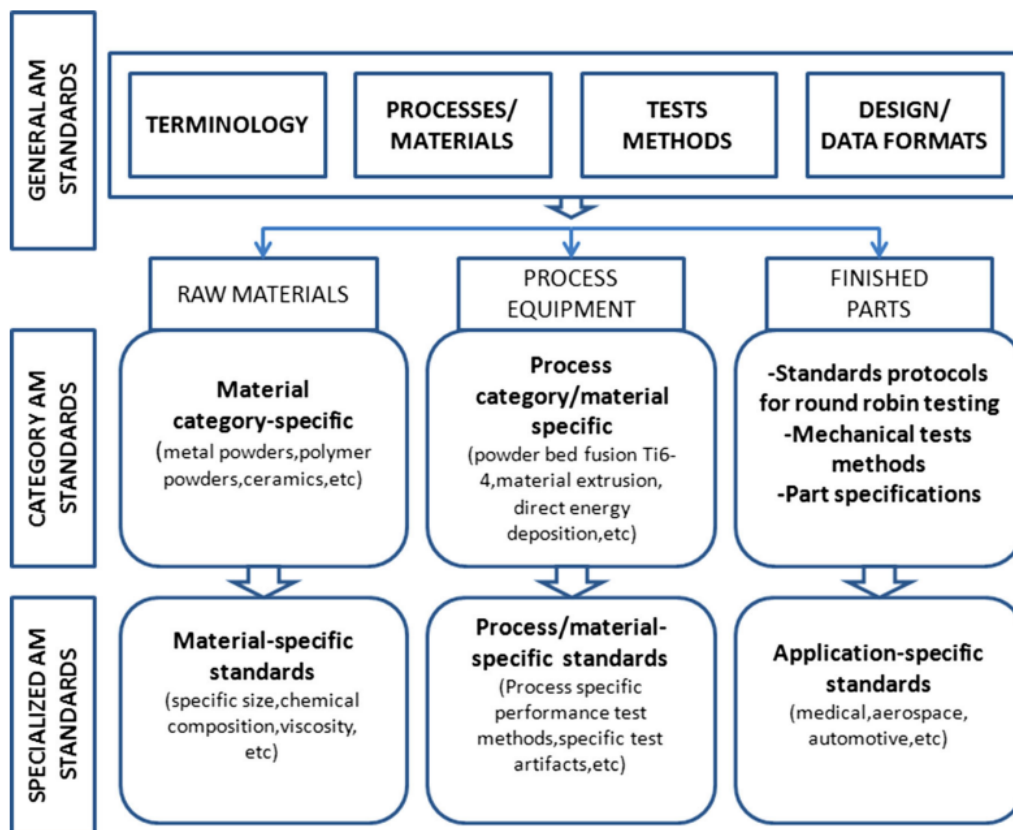 GENERAL AM
STANDARDS
TERMINOLOGY
PROCESSES/
MATERIALS
TESTS
METHODS
DESIGN/
DATA FORMATS
RAW MATERIALS
PROCESS
EQUIPMENT
FINISHED
PARTS
CATEGORY AM
STANDARDS
Material
category-specific
(metal powders,polymer
powders,ceramics,etc)
Process
category/material
specific
(powder bed fusion Ti6-
4,material extrusion,
direct energy
deposition,etc)
-Standards protocols
for round robin testing
-Mechanical tests
methods
-Part specifications
SPECIALIZED AM
STANDARDS
Material-specific
standards
(specific size,chemical
composition,viscosity,
etc)
Process/material-
specific standards
(Process specific
performance test
methods,specific test
artifacts,etc)
Application-specific
standards
(medical,aerospace,
automotive,etc)